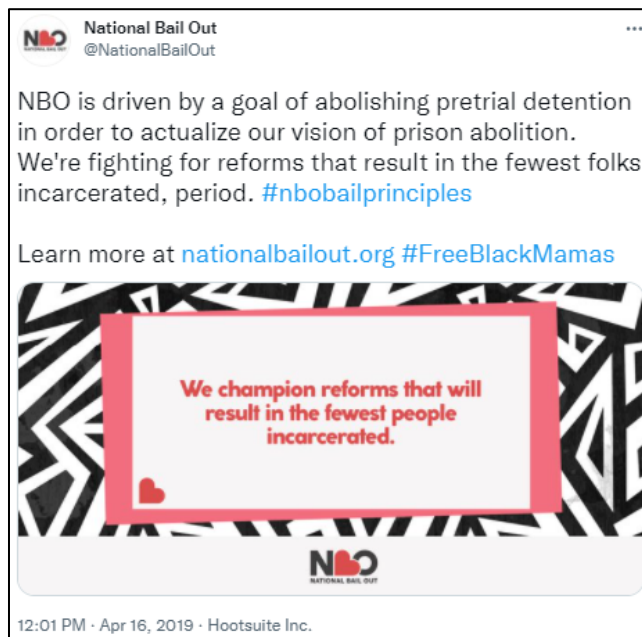 National Bail Out
@NationalBailOut
NBO is driven by a goal of abolishing pretrial detention
in order to actualize our vision of prison abolition.
We're fighting for reforms that result in the fewest folks
incarcerated, period. #nbobailprinciples
Learn more at nationalbailout.org #FreeBlackMamas
We champion reforms that will
result in the fewest people
incarcerated.
NBO
NATIONAL BAIL OUT
12:01 PM · Apr 16, 2019 · Hootsuite Inc.